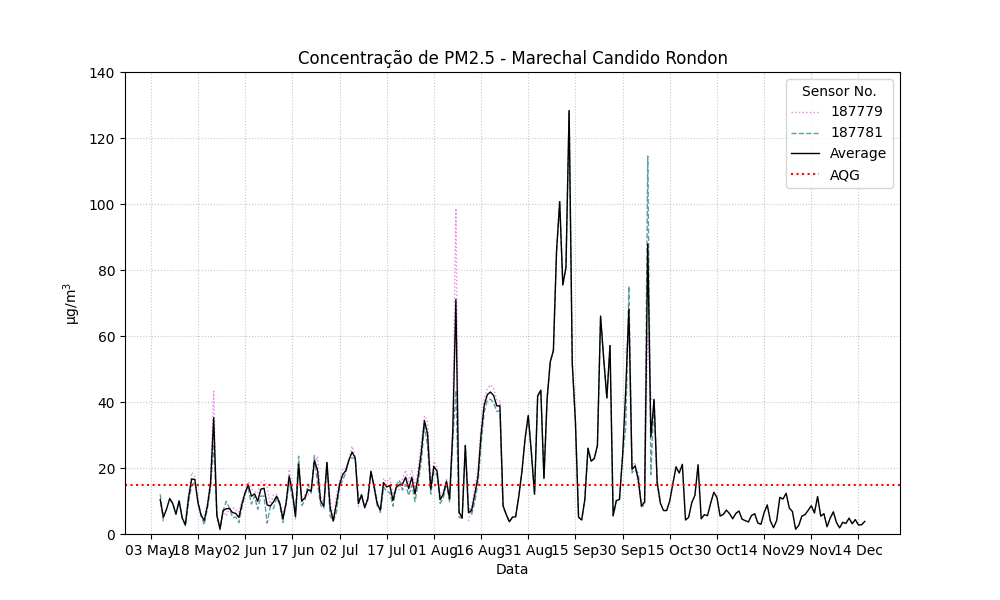 Concentração de PM2.5 - Marechal Candido Rondon
140
120
100
80
60
40
20
0
µg/m³
Sensor No.
187779
187781
Average
AQG
03 May 18 May 02 Jun 17 Jun 02 Jul 17 Jul 01 Aug 16 Aug 31 Aug 15 Sep 30 Sep 15 Oct 30 Oct 14 Nov 29 Nov 14 Dec
Data